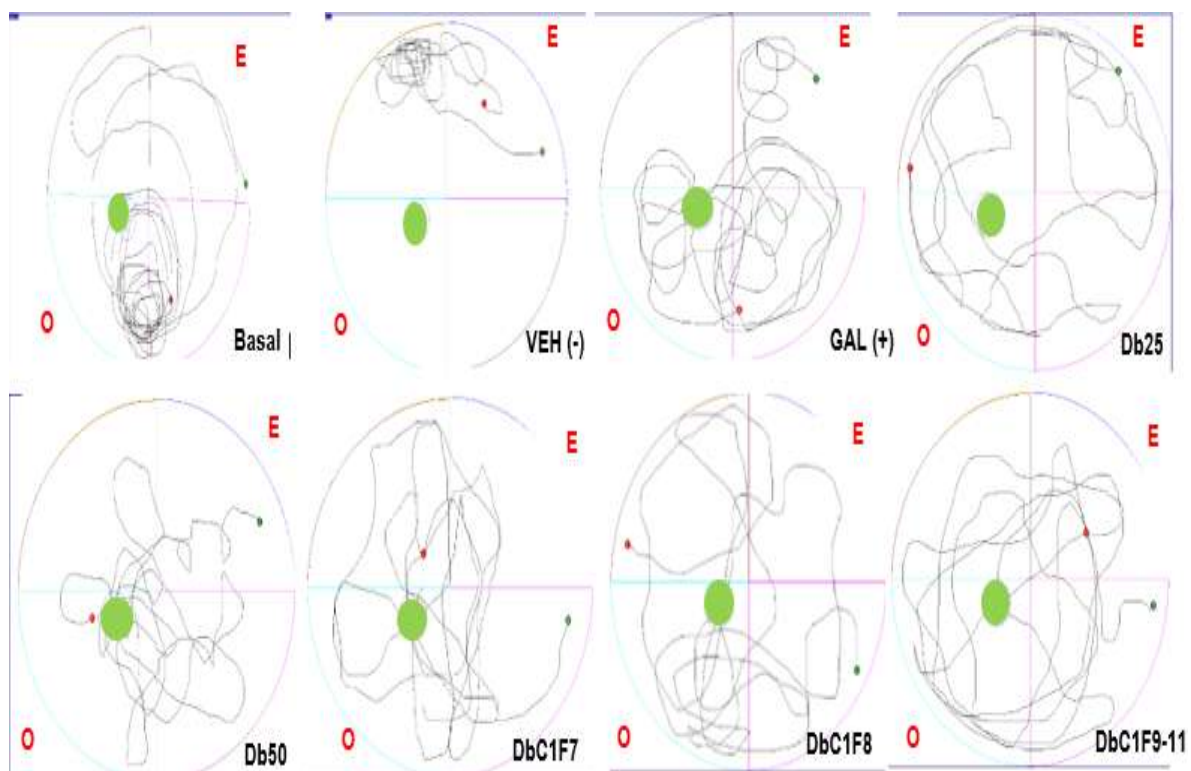 E
O
Basal
E
O
VEH (-)
E
O
GAL (+)
E
O
Db25
E
O
Db50
E
O
DbC1F7
E
O
DbC1F8
E
O
DbC1F9-11